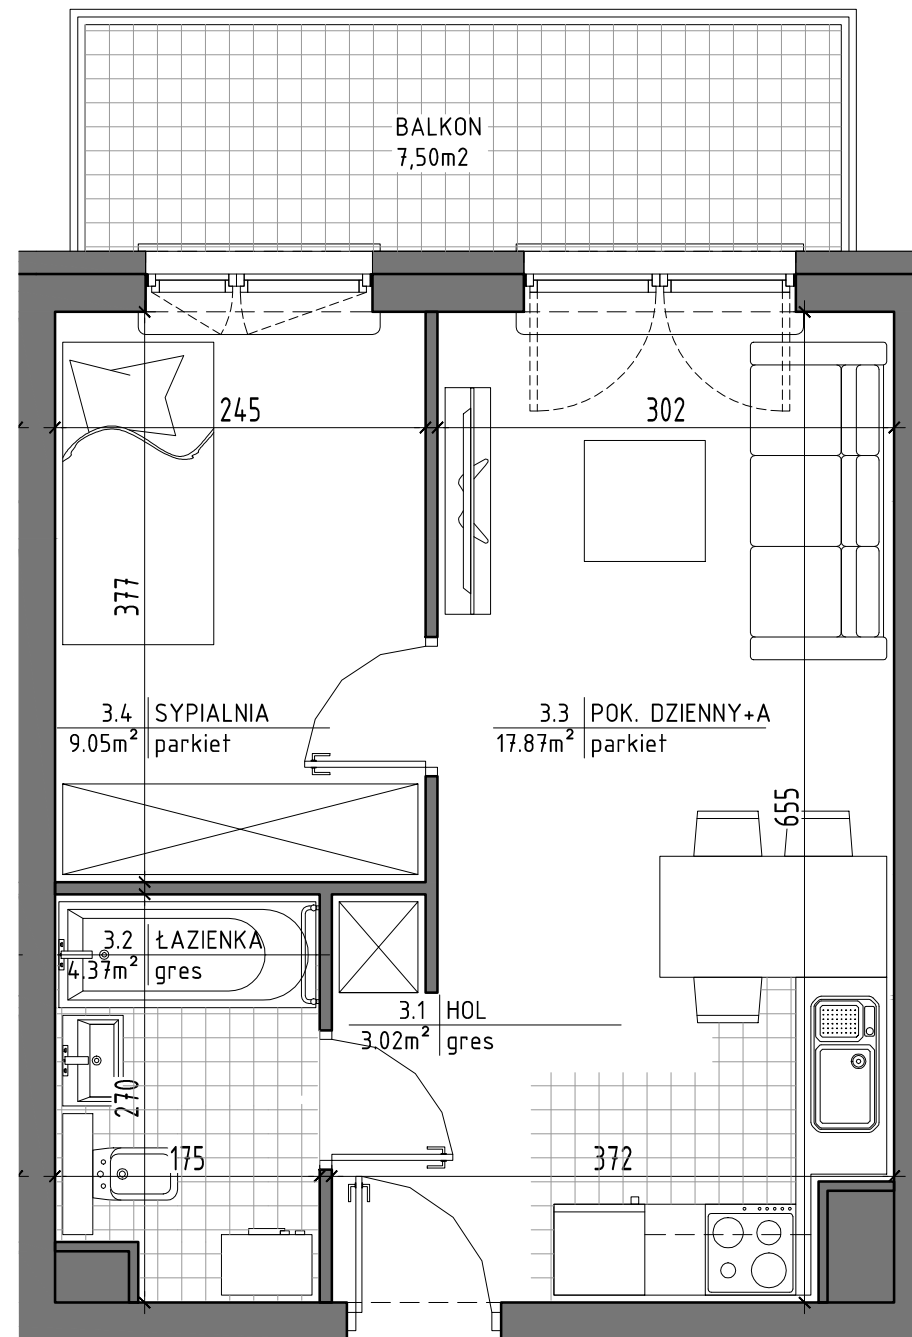 BALKON
7,50m2
245
302
377
3.4 SYPIALNIA
9.05m² parkiet
3.3 POK. DZIENNY+A
17.87m² parkiet
655
3.2 ŁAZIENKA
4.37m² gres
3.1 HOL
3.02m² gres
270
175
372